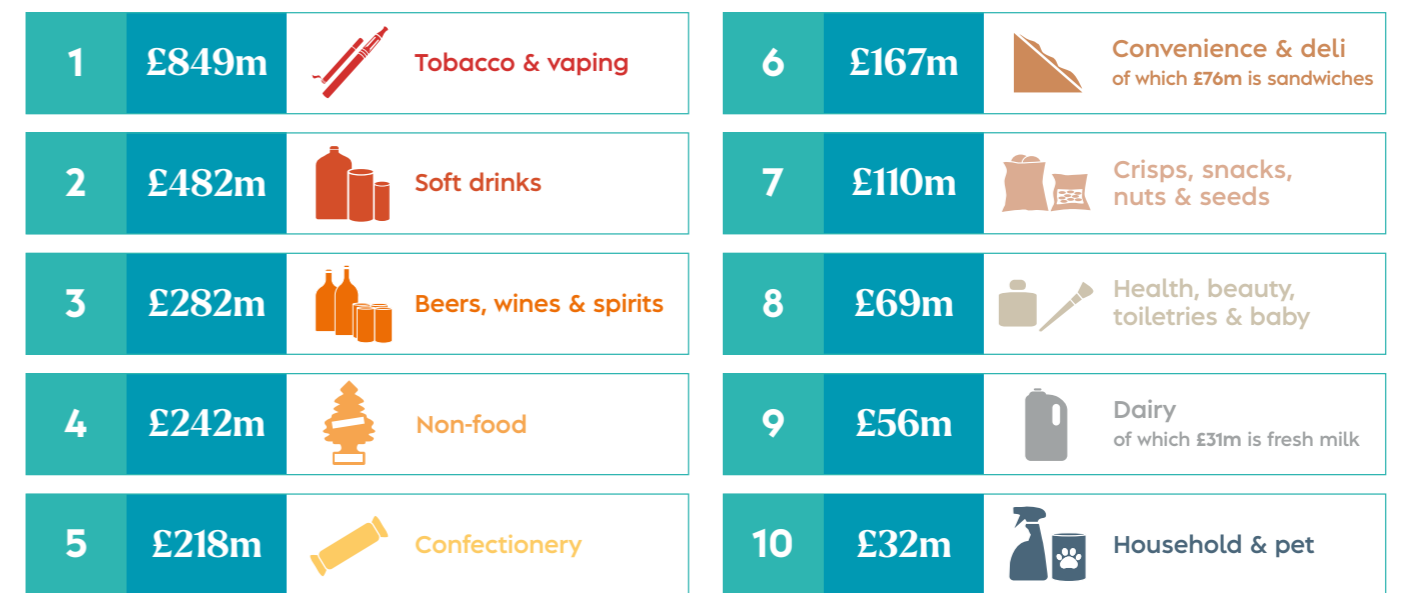 1
£849m
Tobacco & vaping
2
£482m
Soft drinks
3
£282m
Beers, wines & spirits
4
£242m
Non-food
5
£218m
Confectionery
6
£167m
Convenience & deli
of which £76m is sandwiches
7
£110m
Crisps, snacks,
nuts & seeds
8
£69m
Health, beauty,
toiletries & baby
9
£56m
Dairy
of which £31m is fresh milk
10
£32m
Household & pet